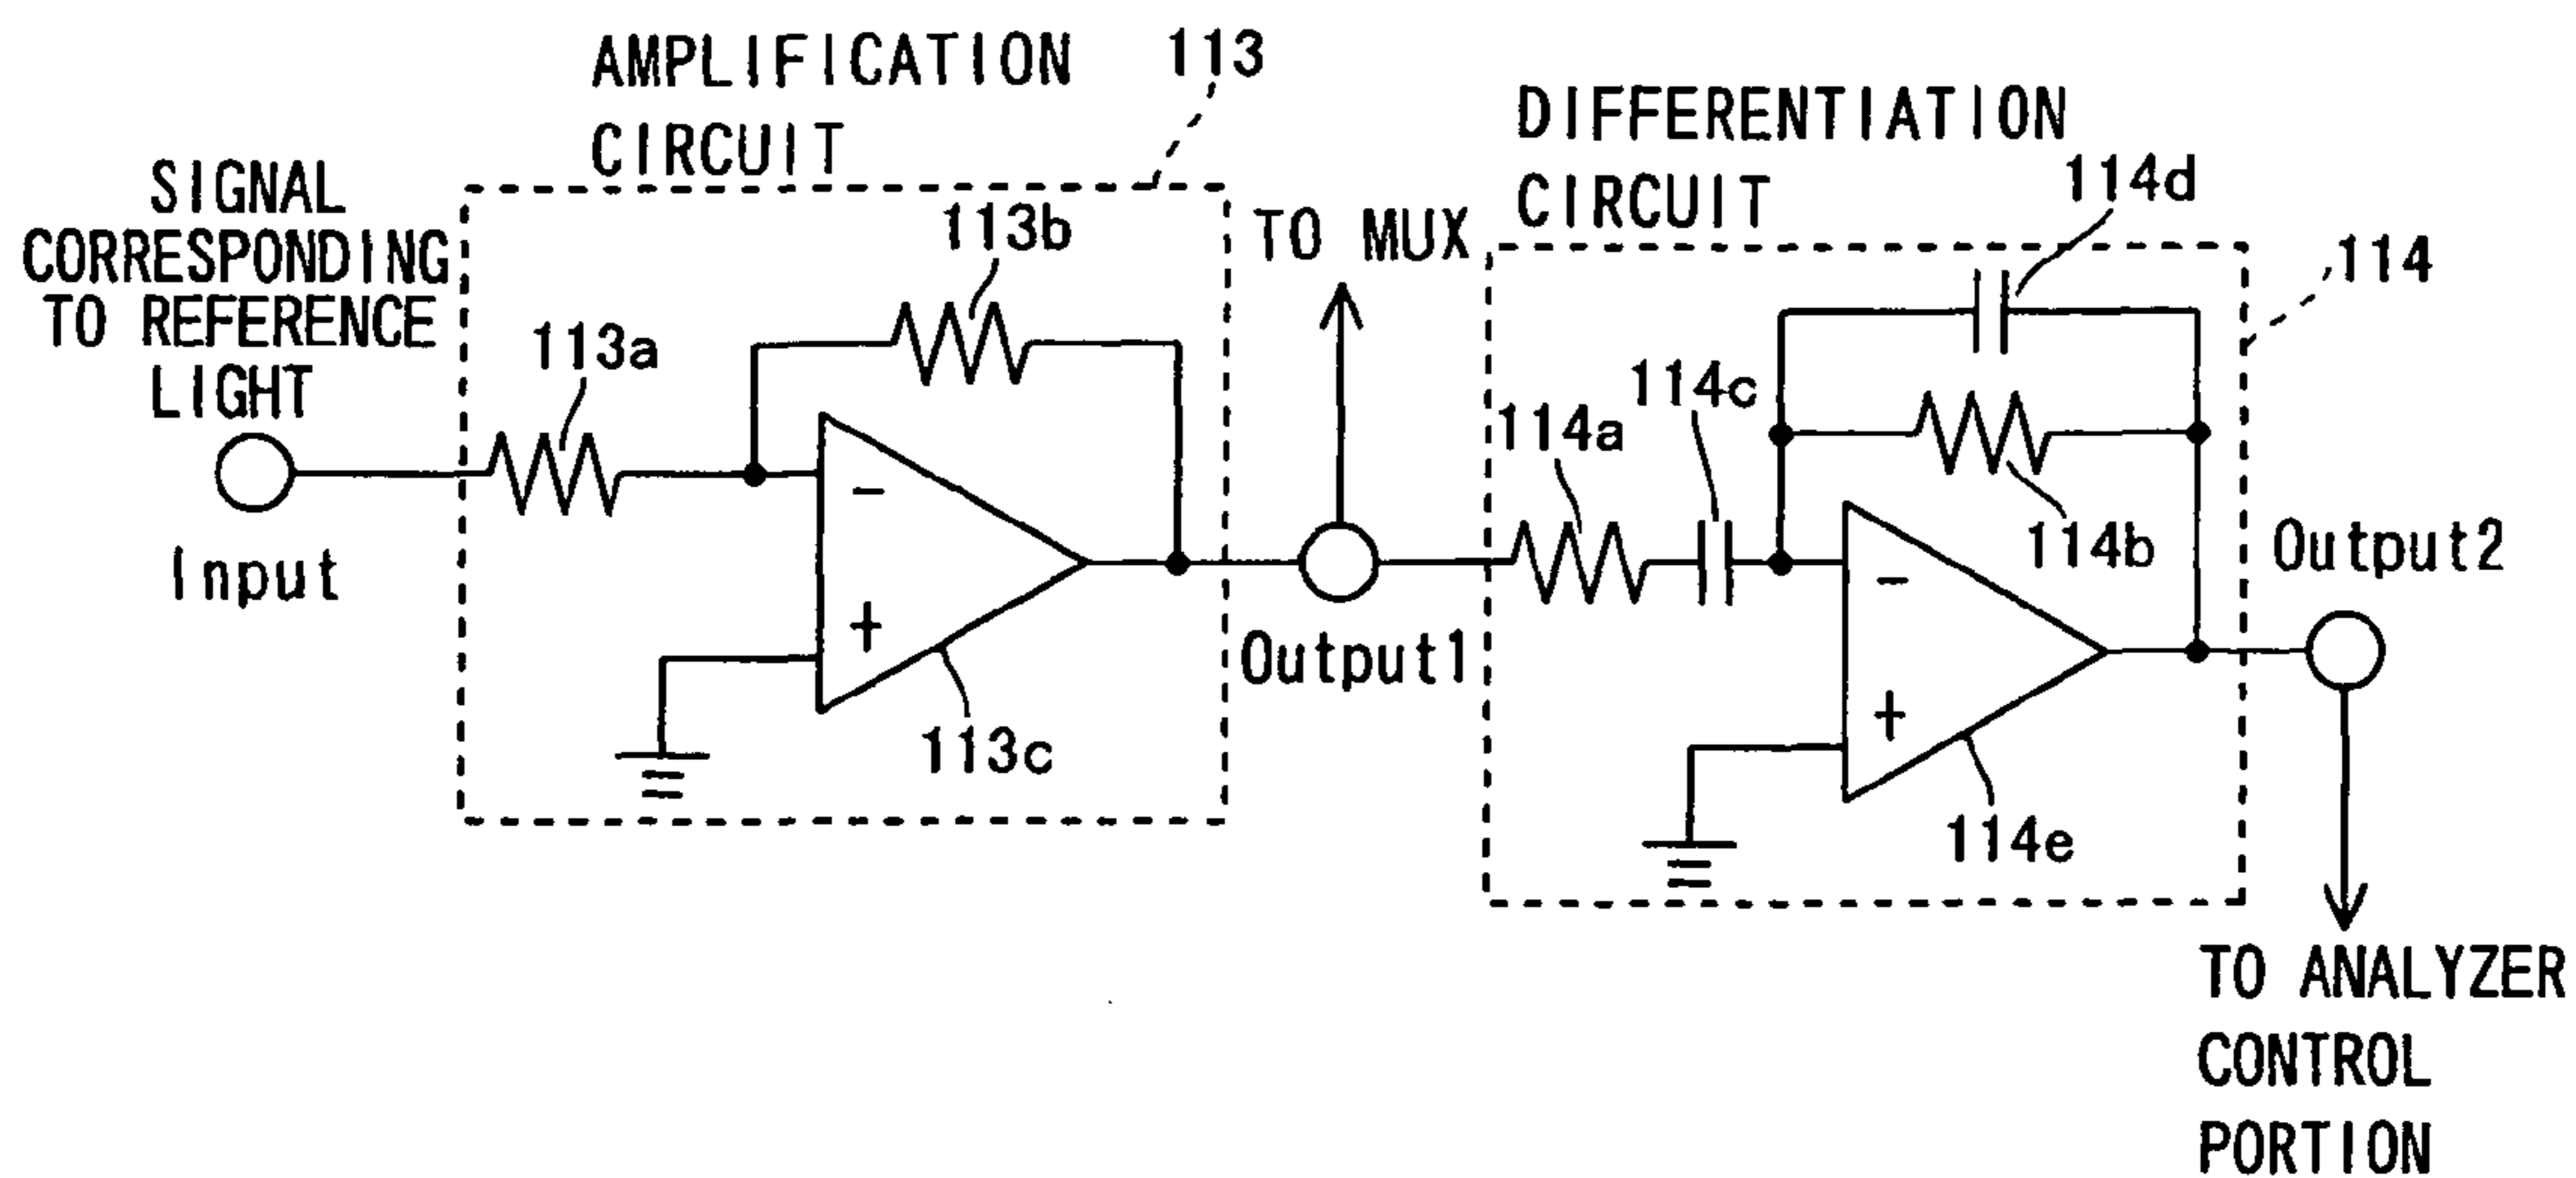 AMPLIFICATION
CIRCUIT
113
SIGNAL
CORRESPONDING
TO REFERENCE
LIGHT
Input
113a
113b
-
+
113c
TO MUX
Output1
DIFFERENTIATION
CIRCUIT
114d
114
114a
114c
114b
-
+
114e
Output2
TO ANALYZER
CONTROL
PORTION